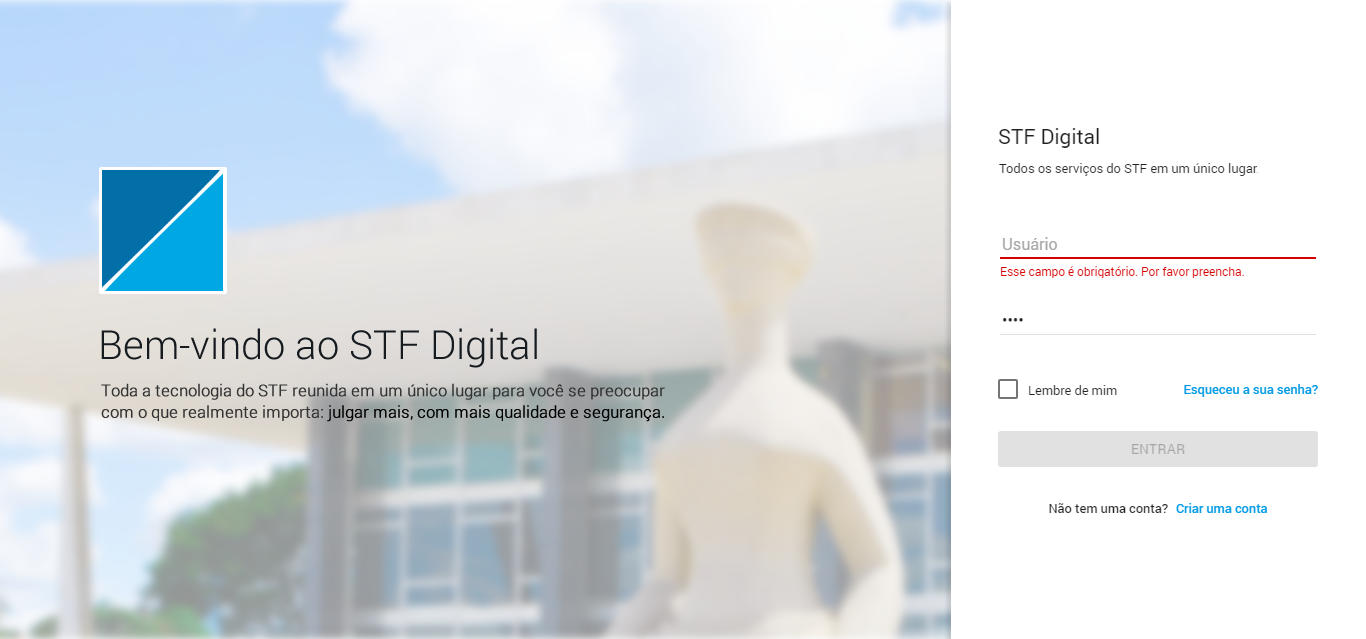 Bem-vindo ao STF Digital
Toda a tecnologia do STF reunida em um único lugar para você se preocupar
com o que realmente importa: julgar mais, com mais qualidade e segurança.
STF Digital
Todos os serviços do STF em um único lugar
Usuário
Esse campo é obrigatório. Por favor preencha.
••••
Lembre de mim
Esqueceu a sua senha?
ENTRAR
Não tem uma conta? Criar uma conta